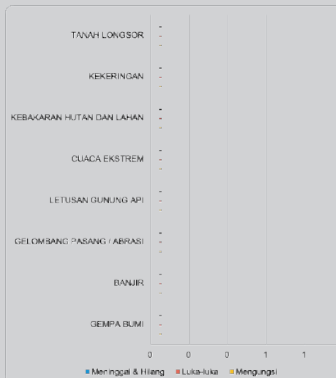 TANAH LONGSOR
-
-
-
KEKERINGAN
-
-
-
KEBAKARAN HUTAN DAN LAHAN
-
-
-
CUACA EKSTREM
-
-
-
LETUSAN GUNUNG API
-
-
-
GELOMBANG PASANG / ABRASI
-
-
-
BANJIR
-
-
-
GEMPA BUMI
-
-
-
0 0 0 1 1
Meninggal & Hilang Luka-luka Mengungsi